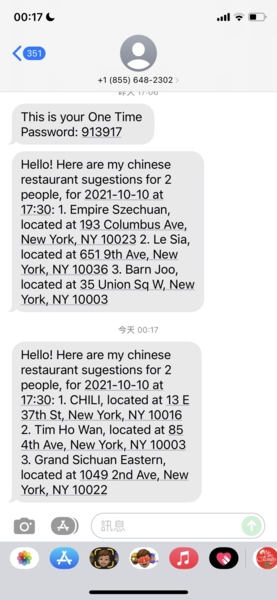 00:17
351
+1 (855) 648-2302
昨天 17:06
This is your One Time
Password: 913917
Hello! Here are my chinese
restaurant sugestions for 2
people, for 2021-10-10 at
17:30: 1. Empire Szechuan,
located at 193 Columbus Ave,
New York, NY 10023 2. Le Sia,
located at 651 9th Ave, New
York, NY 10036 3. Barn Joo,
located at 35 Union Sq W, New
York, NY 10003
今天 00:17
Hello! Here are my chinese
restaurant sugestions for 2
people, for 2021-10-10 at
17:30: 1. CHILI, located at 13 E
37th St, New York, NY 10016
2. Tim Ho Wan, located at 85
4th Ave, New York, NY 10003
3. Grand Sichuan Eastern,
located at 1049 2nd Ave, New
York, NY 10022
訊息